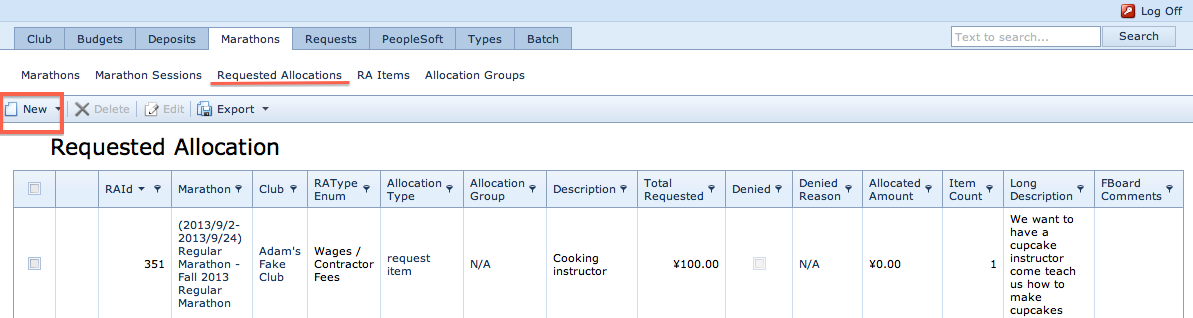 Log Off
Club Budgets Deposits Marathons Requests PeopleSoft Types Batch Text to search... Search
Marathons Marathon Sessions Requested Allocations RA Items Allocation Groups
New Delete Edit Export
Requested Allocation
RAId Marathon Club RAType Enum Allocation Type Allocation Group Description Total Requested Denied Denied Reason Allocated Amount Item Count Long Description FBoard Comments
351
(2013/9/2-
2013/9/24)
Regular
Marathon -
Fall 2013
Regular
Marathon
Adam's
Fake
Club
Wages /
Contractor
Fees
request
item
N/A
Cooking
instructor
¥100.00
N/A
¥0.00
1
We want to
have a
cupcake
instructor
come teach
us how to
make
cupcakes